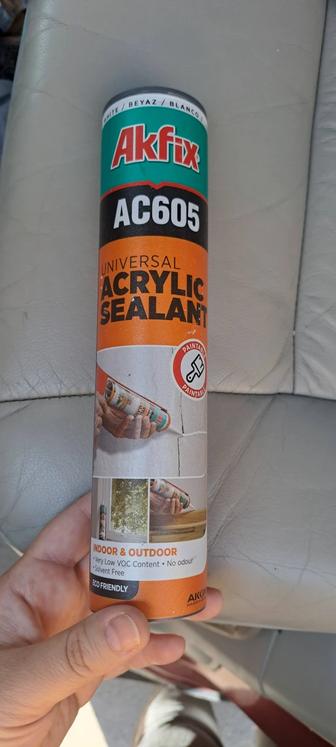 WHITE / BEYAZ / BLANCO /
Akfix
AC605
UNIVERSAL
ACRYLIC
SEALANT
PAINTABLE
PAINTABLE
INDOOR & OUTDOOR
• Very Low VOC Content • No odour
• Solvent Free
ECO FRIENDLY